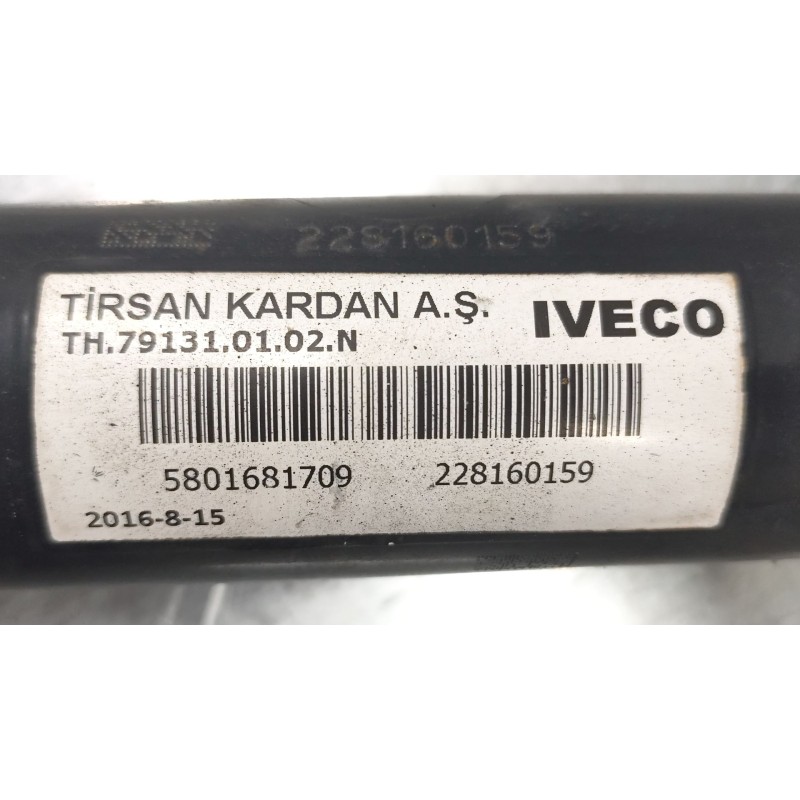 228160159
TİRSAN KARDAN A.Ş. IVECO
TH.79131.01.02.N
5801681709 228160159
2016-8-15